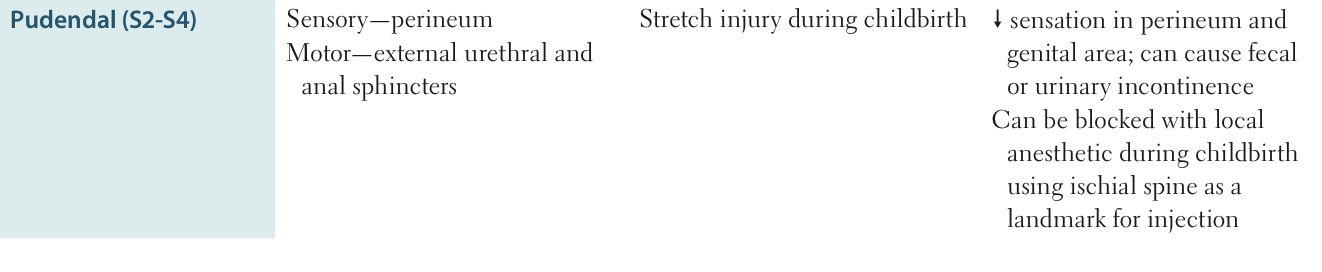 Pudendal (S2-S4)
Sensory—perineum
Motor—external urethral and
anal sphincters
Stretch injury during childbirth
↓ sensation in perineum and
genital area; can cause fecal
or urinary incontinence
Can be blocked with local
anesthetic during childbirth
using ischial spine as a
landmark for injection